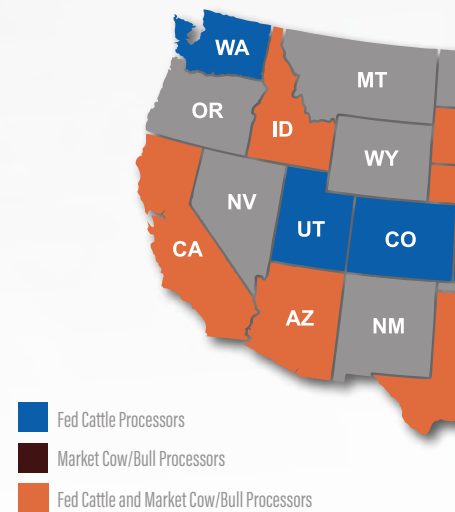 WA
MT
OR
ID
WY
NV
UT
CO
CA
AZ
NM
Fed Cattle Processors
Market Cow/Bull Processors
Fed Cattle and Market Cow/Bull Processors